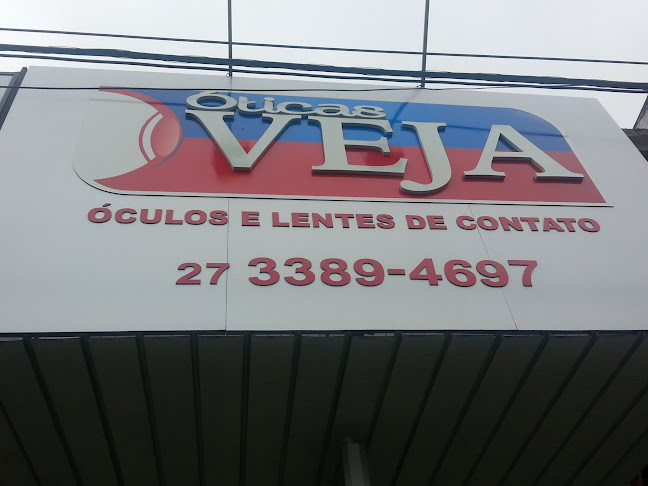 Óticas
VEJA
ÓCULOS E LENTES DE CONTATO
27 3389-4697